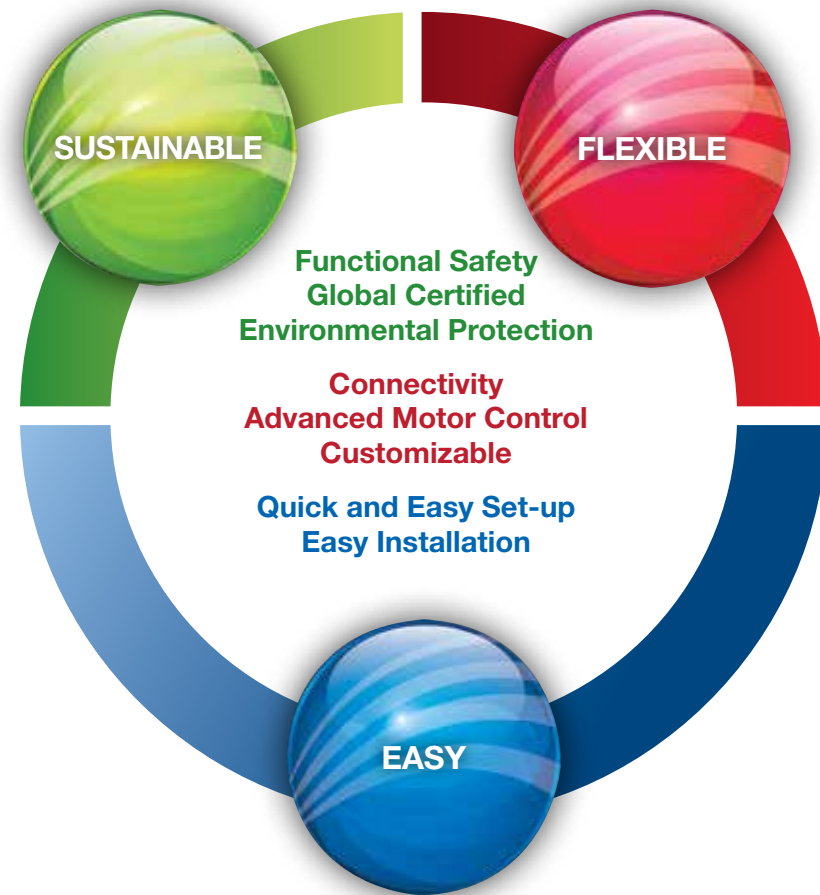 SUSTAINABLE
FLEXIBLE
Functional Safety
Global Certified
Environmental Protection
Connectivity
Advanced Motor Control
Customizable
Quick and Easy Set-up
Easy Installation
EASY